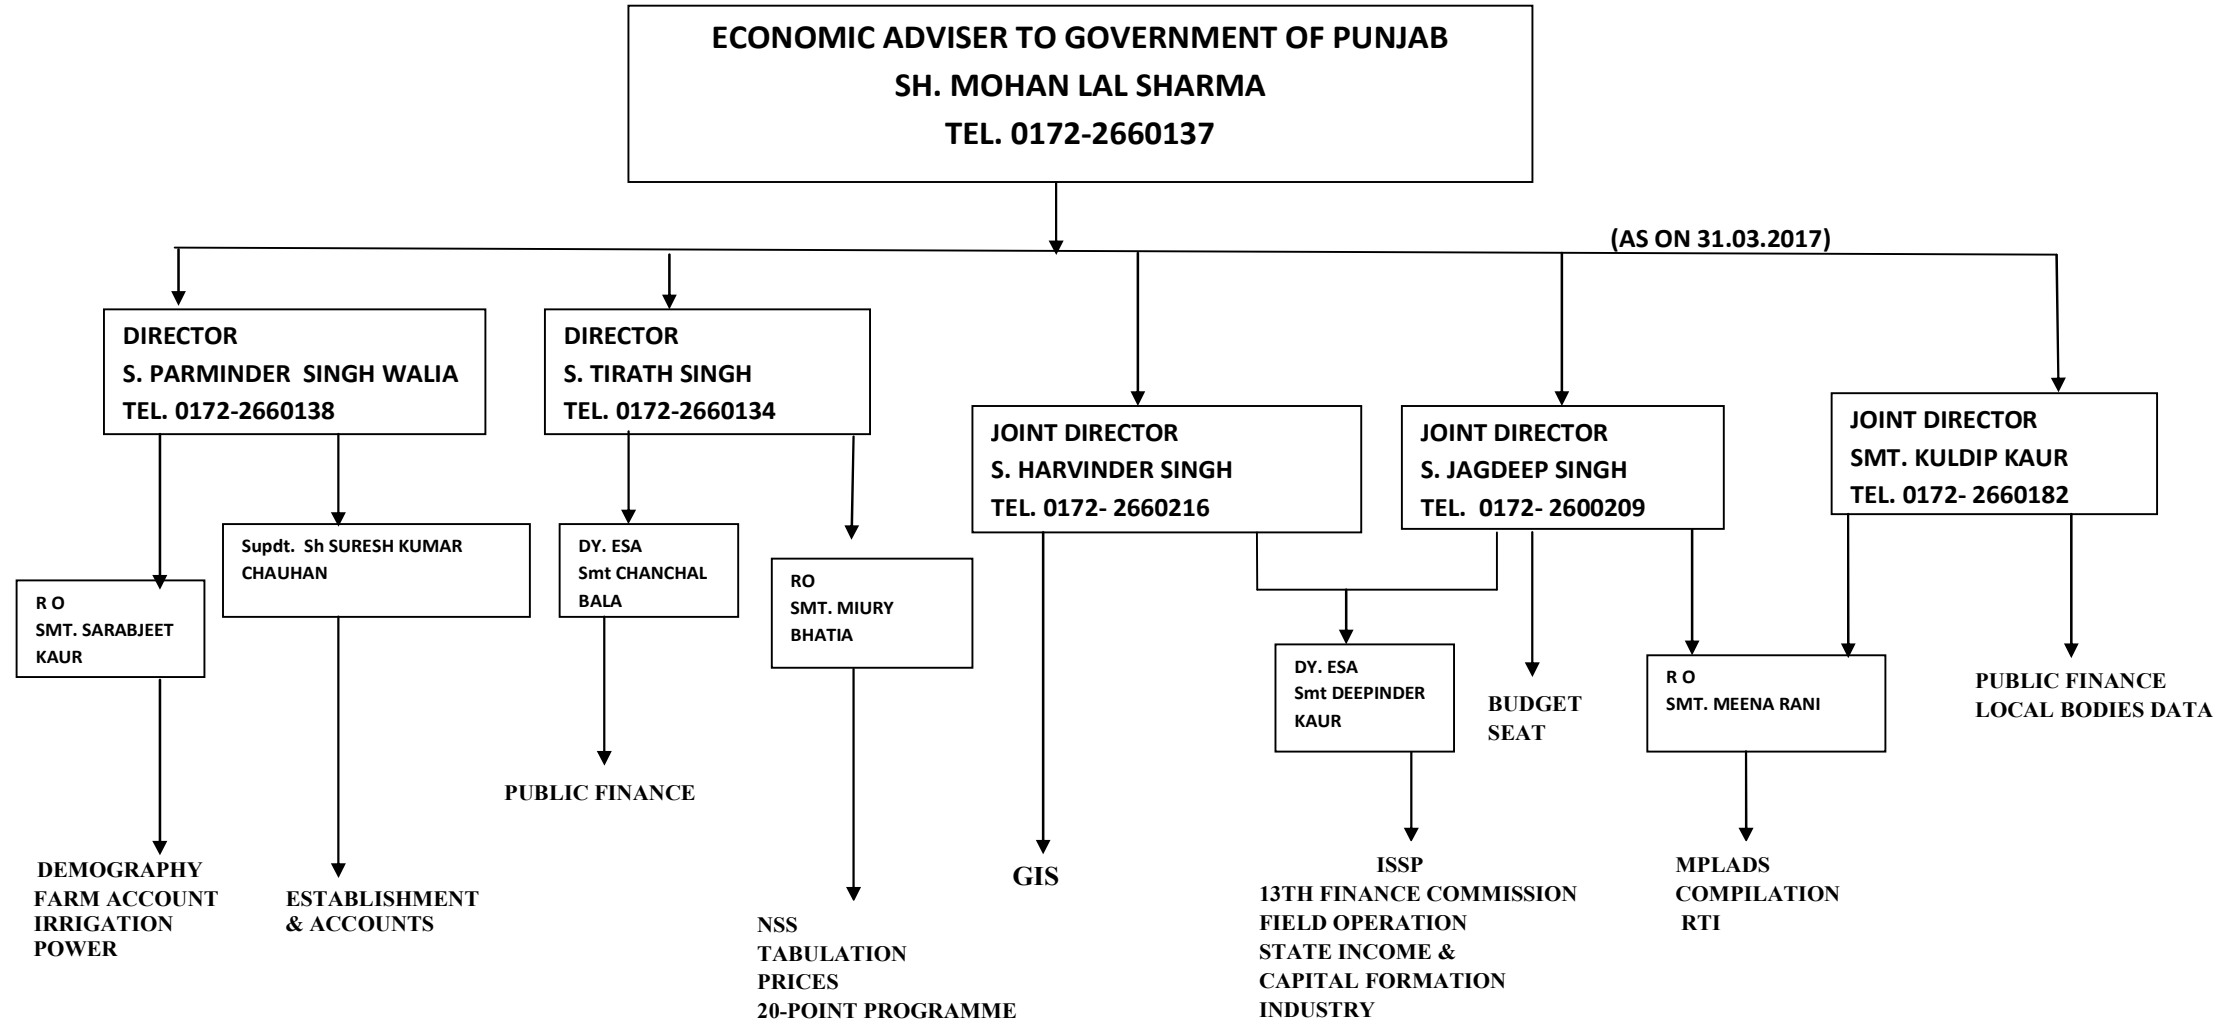 ECONOMIC ADVISER TO GOVERNMENT OF PUNJAB
SH. MOHAN LAL SHARMA
TEL. 0172-2660137
(AS ON 31.03.2017)
DIRECTOR
S. PARMINDER SINGH WALIA
TEL. 0172-2660138
DIRECTOR
S. TIRATH SINGH
TEL. 0172-2660134
JOINT DIRECTOR
S. HARVINDER SINGH
TEL. 0172- 2660216
JOINT DIRECTOR
S. JAGDEEP SINGH
TEL. 0172- 2600209
JOINT DIRECTOR
SMT. KULDIP KAUR
TEL. 0172- 2660182
R O
SMT. SARABJEET
KAUR
Supdt. Sh SURESH KUMAR
CHAUHAN
DY. ESA
Smt CHANCHAL
BALA
RO
SMT. MIURY
BHATIA
DY. ESA
Smt DEEPINDER
KAUR
BUDGET
SEAT
R O
SMT. MEENA RANI
PUBLIC FINANCE
LOCAL BODIES DATA
DEMOGRAPHY
FARM ACCOUNT
IRRIGATION
POWER
ESTABLISHMENT
& ACCOUNTS
PUBLIC FINANCE
NSS
TABULATION
PRICES
20-POINT PROGRAMME
GIS
ISSP
13TH FINANCE COMMISSION
FIELD OPERATION
STATE INCOME &
CAPITAL FORMATION
INDUSTRY
MPLADS
COMPILATION
RTI